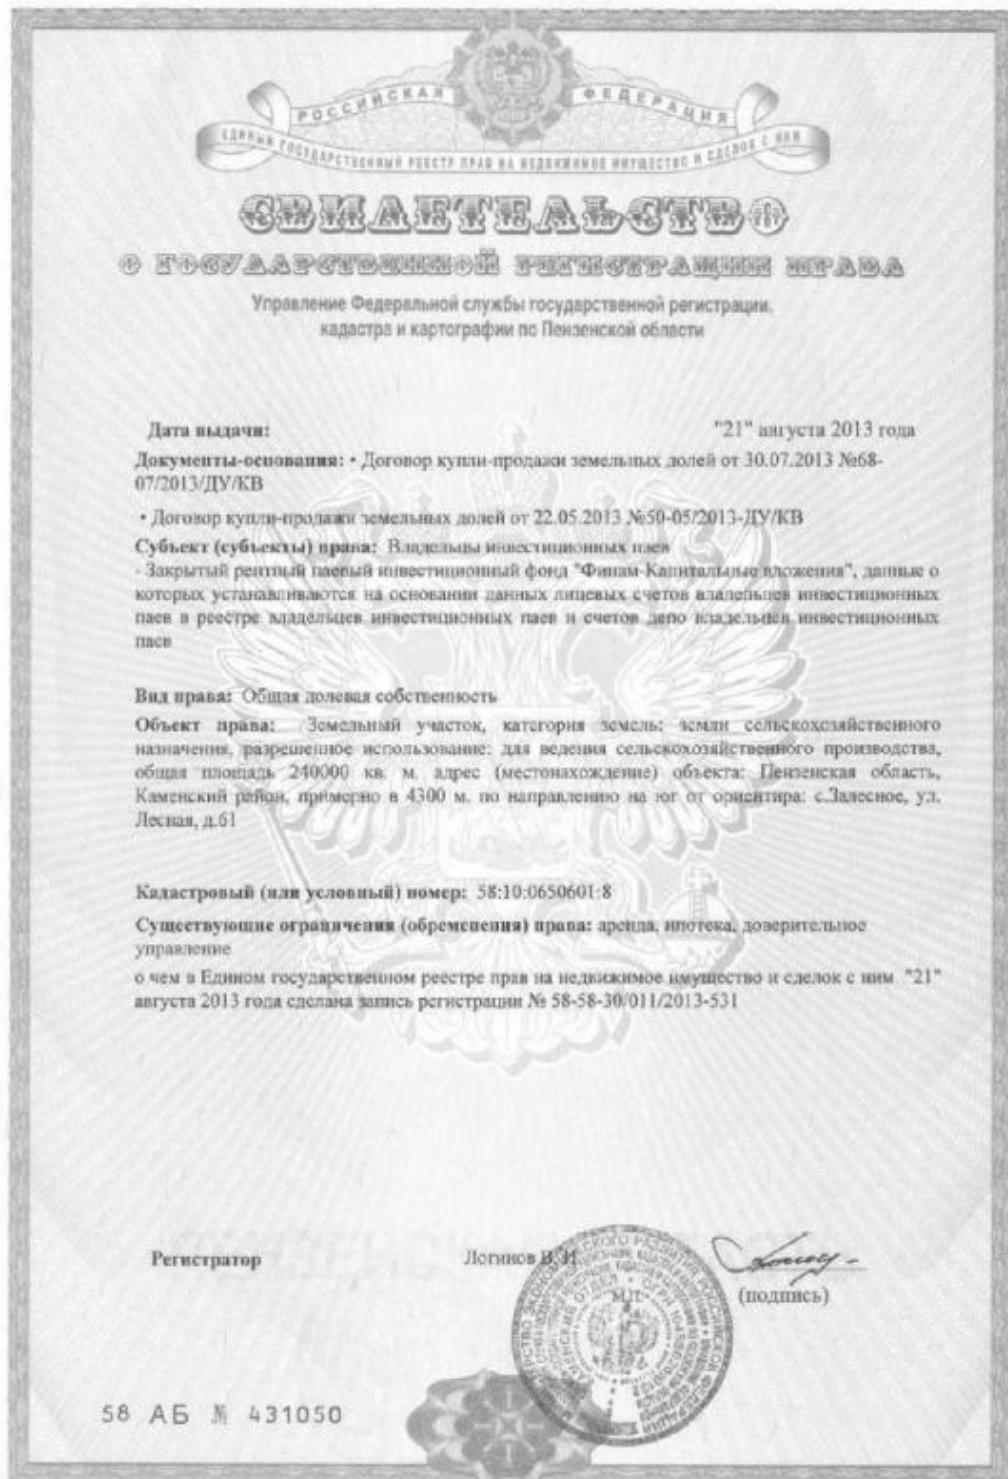 РОССИЙСКАЯ ФЕДЕРАЦИЯ
ЕДИНЫЙ ГОСУДАРСТВЕННЫЙ РЕЕСТР ПРАВ НА НЕДВИЖИМОЕ ИМУЩЕСТВО И СДЕЛОК С НИМ
СВИДЕТЕЛЬСТВО
О ГОСУДАРСТВЕННОЙ РЕГИСТРАЦИИ ПРАВА
Управление Федеральной службы государственной регистрации,
кадастра и картографии по Пензенской области
Дата выдачи: "21" августа 2013 года
Документы-основания: • Договор купли-продажи земельных долей от 30.07.2013 №68-
07/2013/ДУ/КВ
• Договор купли-продажи земельных долей от 22.05.2013 №50-05/2013-ДУ/КВ
Субъект (субъекты) права: Владельцы инвестиционных паев
- Закрытый рентный паевый инвестиционный фонд "Финам-Капитальные вложения", данные о
которых устанавливаются на основании данных лицевых счетов владельцев инвестиционных
паев в реестре владельцев инвестиционных паев и счетов депо владельцев инвестиционных
паев
Вид права: Общая долевая собственность
Объект права: Земельный участок, категория земель: земли сельскохозяйственного
назначения, разрешенное использование: для ведения сельскохозяйственного производства,
общая площадь 240000 кв. м, адрес (местонахождение) объекта: Пензенская область,
Каменский район, примерно в 4300 м. по направлению на юг от ориентира: с.Залесное, ул.
Лесная, д.61
Кадастровый (или условный) номер: 58:10:0650601:8
Существующие ограничения (обременения) права: аренда, ипотека, доверительное
управление
о чем в Едином государственном реестре прав на недвижимое имущество и сделок с ним "21"
августа 2013 года сделана запись регистрации № 58-58-30/011/2013-531
Регистратор Логинов В. И.
М.П. (подпись)
58 АБ № 431050